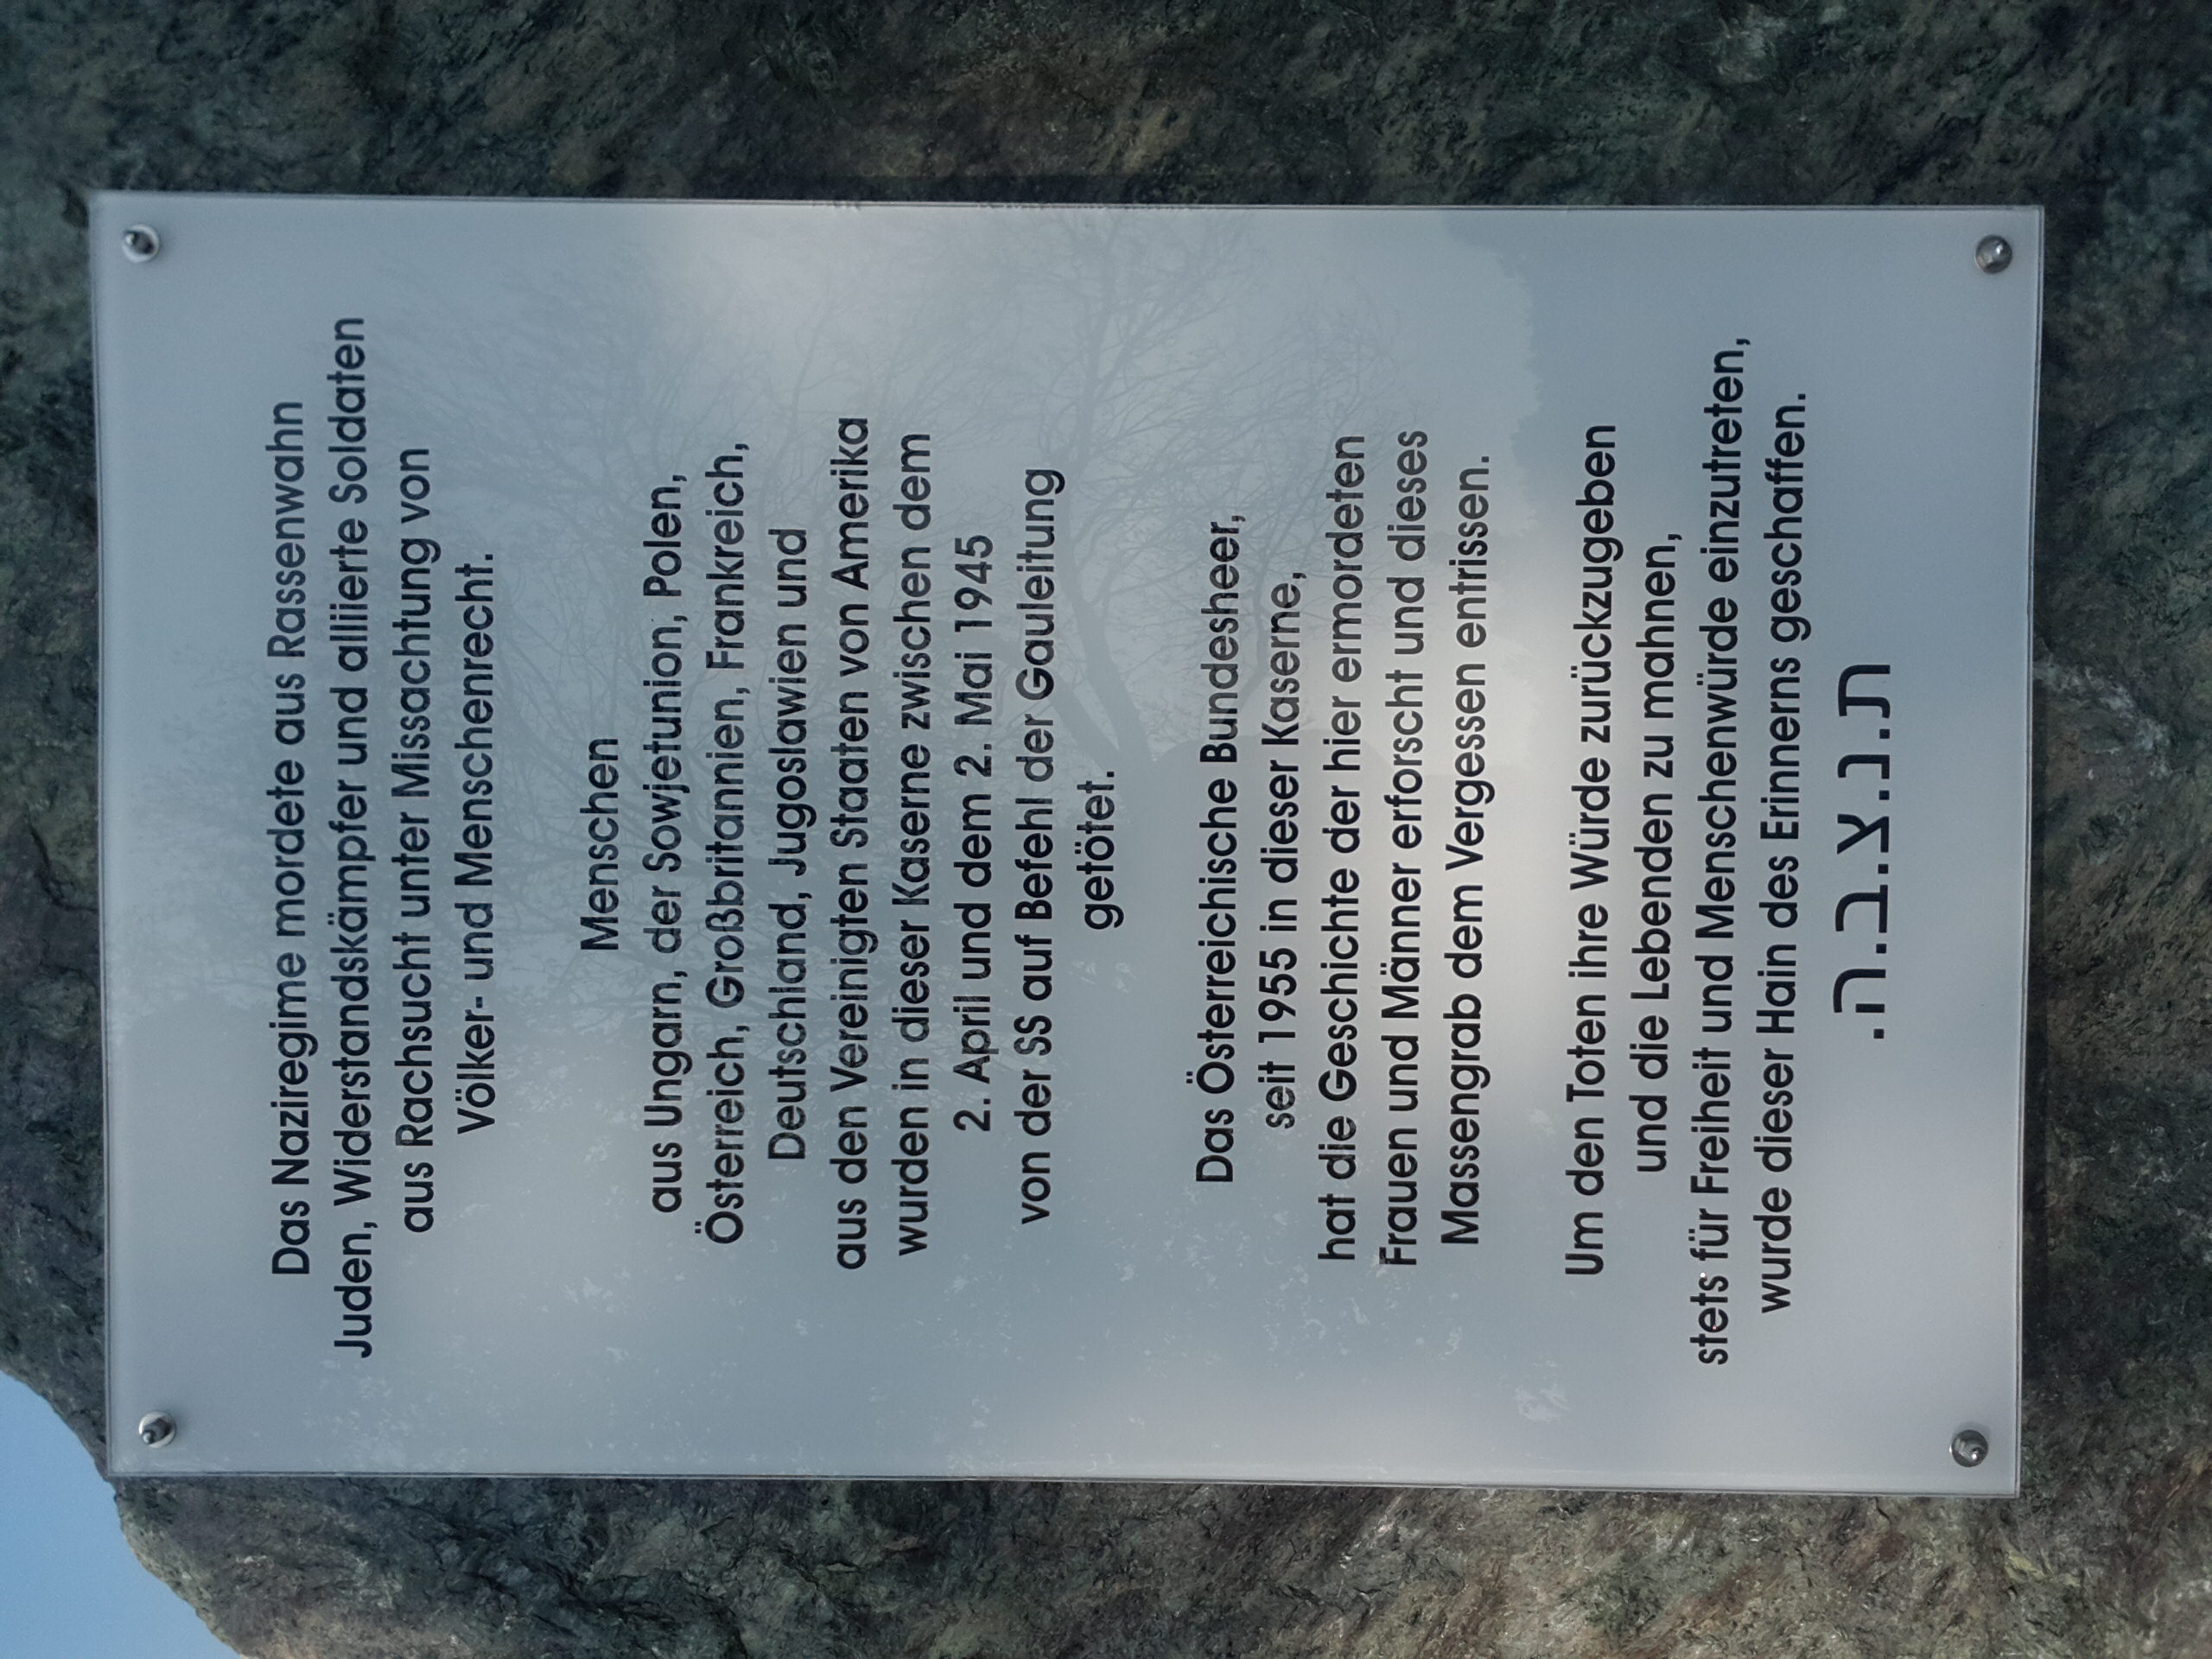 Das Naziregime mordete aus Rassenwahn
Juden, Widerstandskämpfer und alliierte Soldaten
aus Rachsucht unter Missachtung von
Völker- und Menschenrecht.
Menschen
aus Ungarn, der Sowjetunion, Polen,
Österreich, Großbritannien, Frankreich,
Deutschland, Jugoslawien und
aus den Vereinigten Staaten von Amerika
wurden in dieser Kaserne zwischen dem
2. April und dem 2. Mai 1945
von der SS auf Befehl der Gauleitung
getötet.
Das Österreichische Bundesheer,
seit 1955 in dieser Kaserne,
hat die Geschichte der hier ermordeten
Frauen und Männer erforscht und dieses
Massengrab dem Vergessen entrissen.
Um den Toten ihre Würde zurückzugeben
und die Lebenden zu mahnen,
stets für Freiheit und Menschenwürde einzutreten,
wurde dieser Hain des Erinnerns geschaffen.
ת.נ.צ.ב.ה.